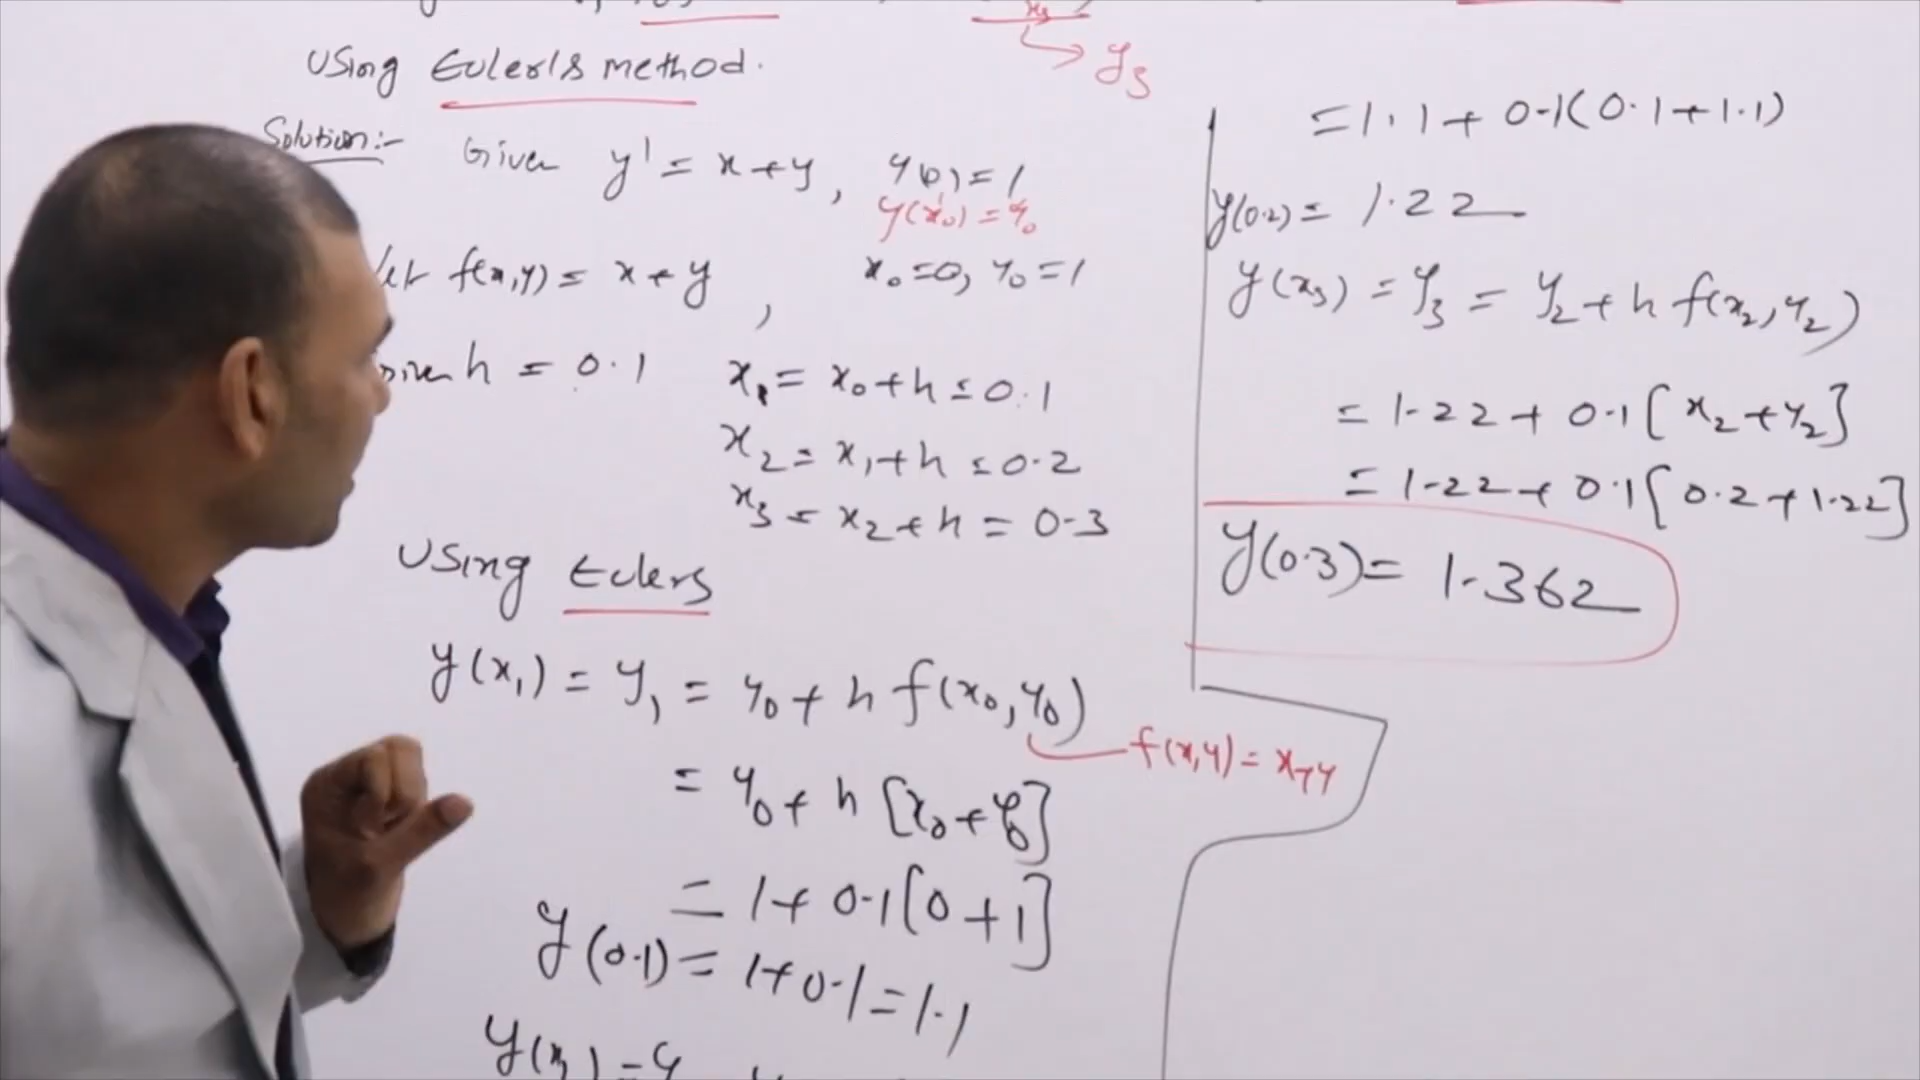 Using Euler's method.
x₃
y₃
Solution:-
Given y' = x+y, y(0)=1
y(x₀) = y₀
let f(x,y) = x+y, x₀=0, y₀=1
h = 0.1
x₁ = x₀+h = 0.1
x₂ = x₁+h = 0.2
x₃ = x₂+h = 0.3
Using Eulers
y(x₁) = y₁ = y₀+h f(x₀,y₀)
f(x,y) = x+y
= y₀+h [x₀+y₀]
= 1+0.1[0+1]
y(0.1) = 1+0.1 = 1.1
= 1.1+0.1(0.1+1.1)
y(0.2) = 1.22
y(x₃) = y₃ = y₂+h f(x₂,y₂)
= 1.22+0.1[x₂+y₂]
= 1.22+0.1[0.2+1.22]
y(0.3) = 1.362